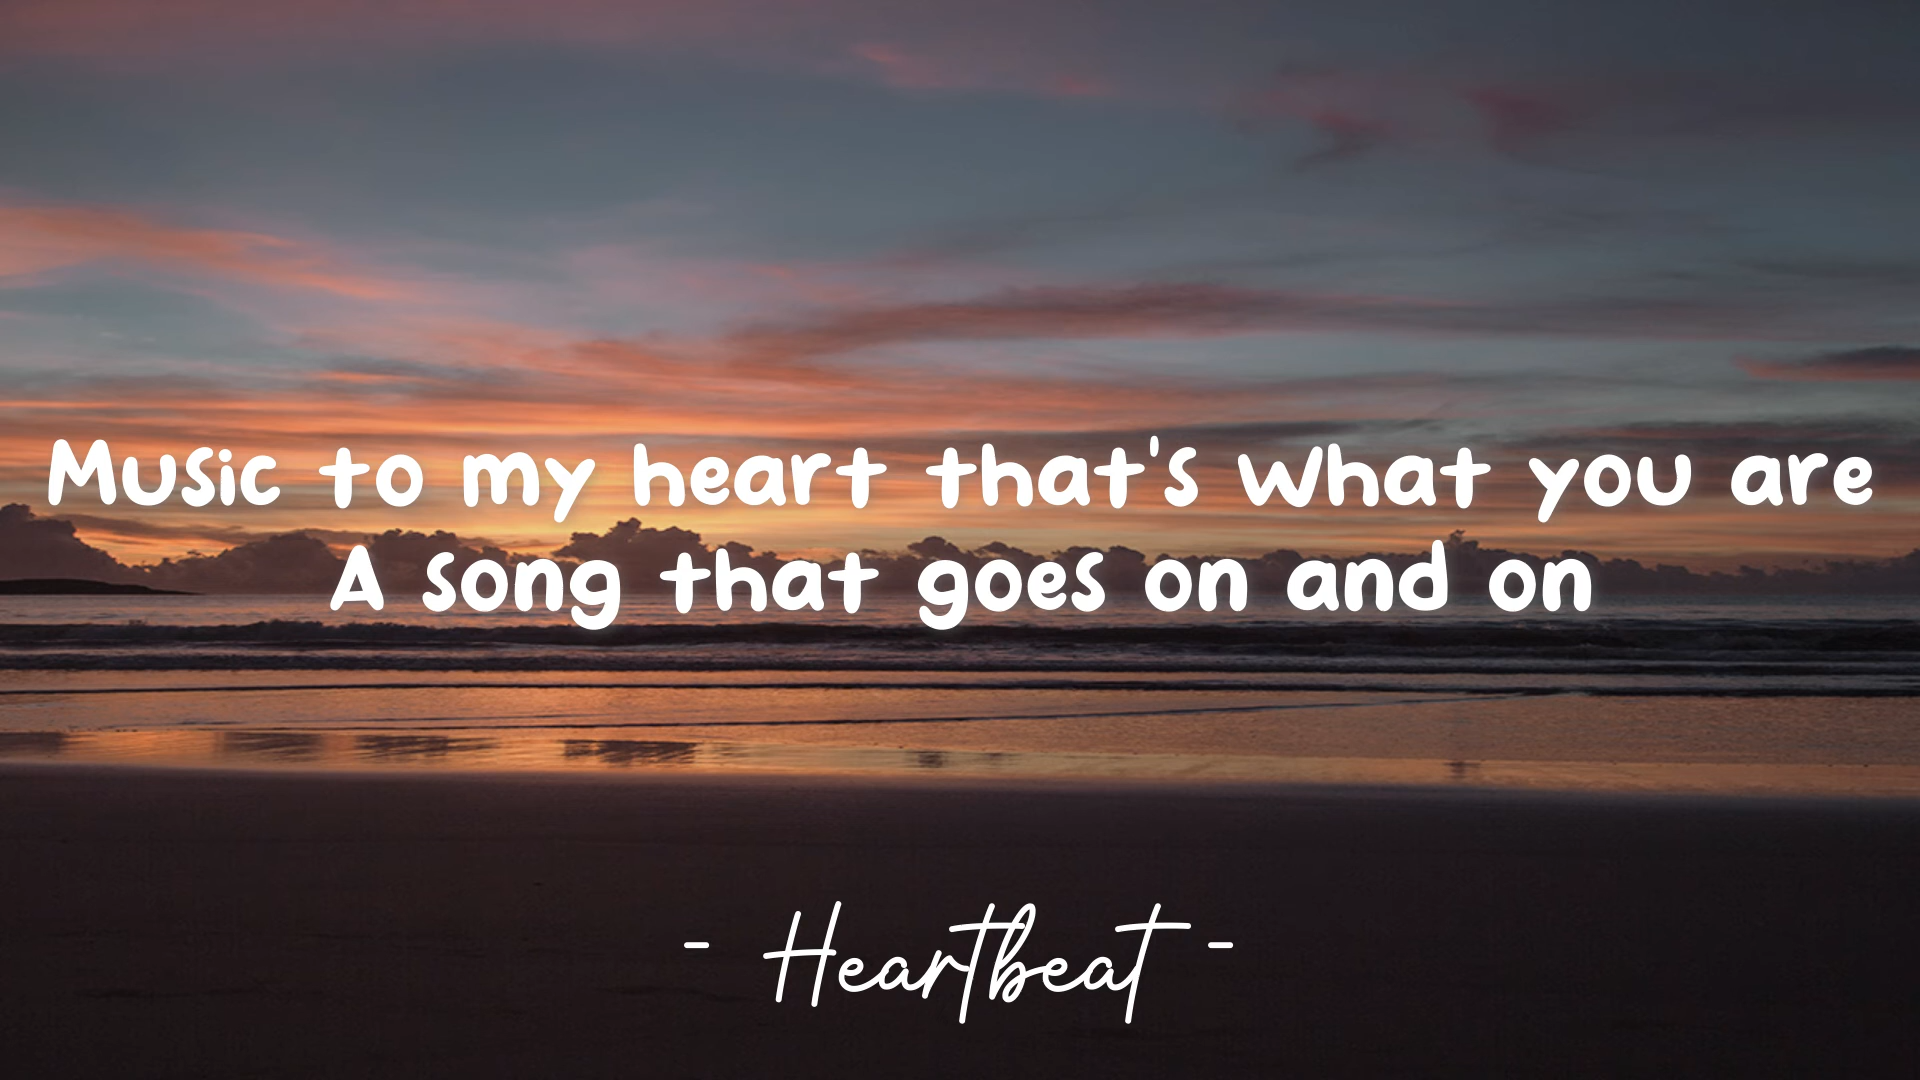 Music to my heart that's what you are
A song that goes on and on
- Heartbeat -